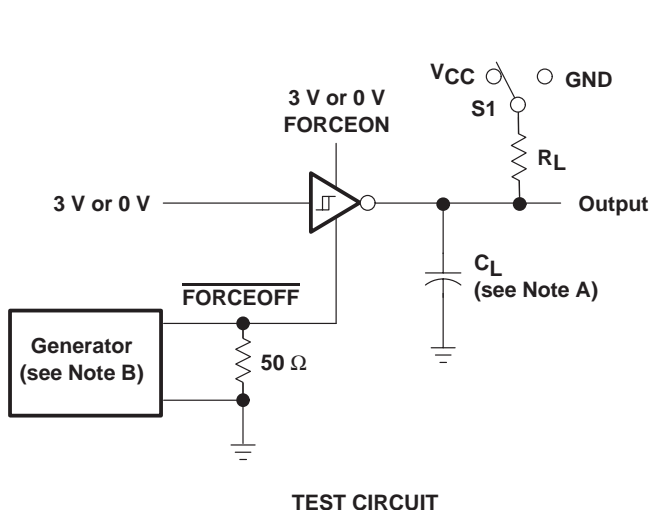 VCC
GND
S1
3 V or 0 V
FORCEON
RL
3 V or 0 V
Output
CL
(see Note A)
FORCEOFF
Generator
(see Note B)
50 Ω
TEST CIRCUIT